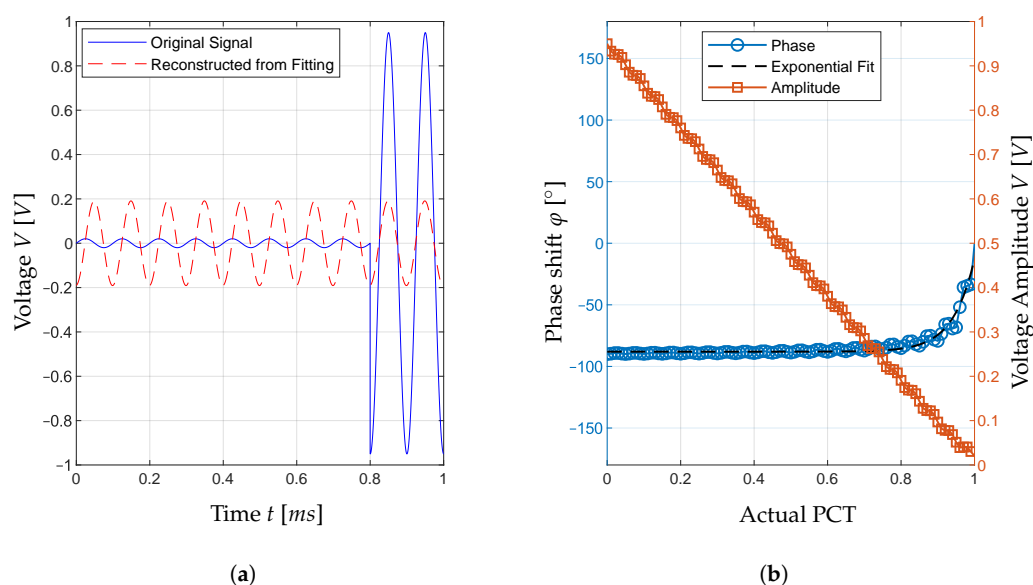 Original Signal
Reconstructed from Fitting
1
0.8
0.6
0.4
0.2
0
−0.2
−0.4
−0.6
−0.8
−1
0 0.2 0.4 0.6 0.8 1
Voltage V [V]
Time t [ms]
(a)
Phase
Exponential Fit
Amplitude
150
100
50
0
−50
−100
−150
Phase shift φ [°]
1
0.9
0.8
0.7
0.6
0.5
0.4
0.3
0.2
0.1
0
Voltage Amplitude V [V]
0 0.2 0.4 0.6 0.8 1
Actual PCT
(b)